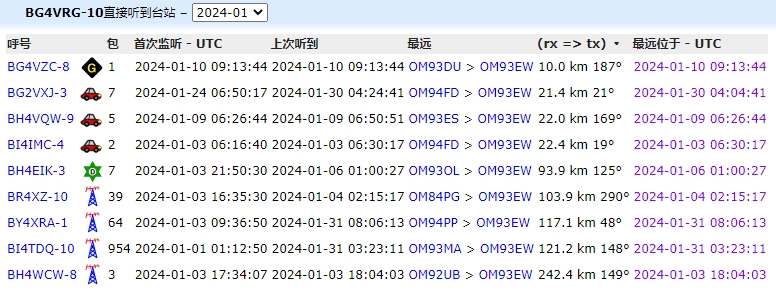 BG4VRG-10直接听到台站 – 2024-01
呼号 包 首次监听 - UTC 上次听到 最远 (rx => tx) 最远位于 - UTC
BG4VZC-8 G 1 2024-01-10 09:13:44 2024-01-10 09:13:44 OM93DU > OM93EW 10.0 km 187° 2024-01-10 09:13:44
BG2VXJ-3 7 2024-01-24 06:50:17 2024-01-30 04:24:41 OM94FD > OM93EW 21.4 km 21° 2024-01-30 04:04:41
BH4VQW-9 5 2024-01-09 06:26:44 2024-01-09 06:50:51 OM93ES > OM93EW 22.0 km 169° 2024-01-09 06:26:44
BI4IMC-4 2 2024-01-03 06:16:40 2024-01-03 06:30:17 OM94FD > OM93EW 22.4 km 19° 2024-01-03 06:30:17
BH4EIK-3 D 7 2024-01-03 21:50:30 2024-01-06 01:00:27 OM93OL > OM93EW 93.9 km 125° 2024-01-06 01:00:27
BR4XZ-10 39 2024-01-03 16:35:30 2024-01-04 02:15:17 OM84PG > OM93EW 103.9 km 290° 2024-01-04 02:15:17
BY4XRA-1 64 2024-01-03 09:36:50 2024-01-31 08:06:13 OM94PP > OM93EW 117.1 km 48° 2024-01-31 08:06:13
BI4TDQ-10 954 2024-01-01 01:12:50 2024-01-31 03:23:11 OM93MA > OM93EW 121.2 km 148° 2024-01-31 03:23:11
BH4WCW-8 3 2024-01-03 17:34:07 2024-01-03 18:04:03 OM92UB > OM93EW 242.4 km 149° 2024-01-03 18:04:03